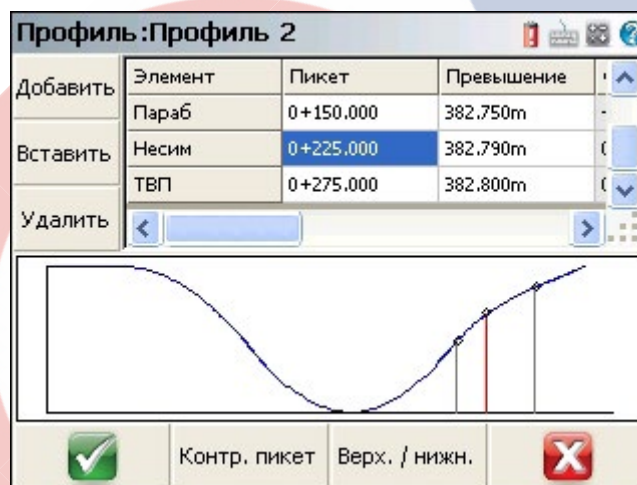 Профиль:Профиль 2
Добавить
Вставить
Удалить
Элемент Пикет Превышение
Параб 0+150.000 382.750m -
Несим 0+225.000 382.790m
ТВП 0+275.000 382.800m
Контр. пикет
Верх. / нижн.